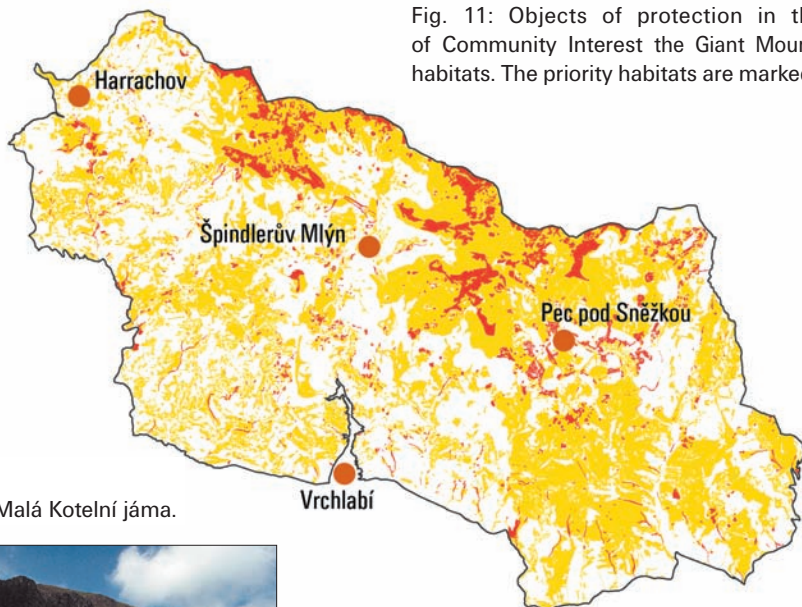 Fig. 11: Objects of protection in th
of Community Interest the Giant Moun
habitats. The priority habitats are marked
Harrachov
Špindlerův Mlýn
Pec pod Sněžkou
Vrchlabí
Malá Kotelní jáma.